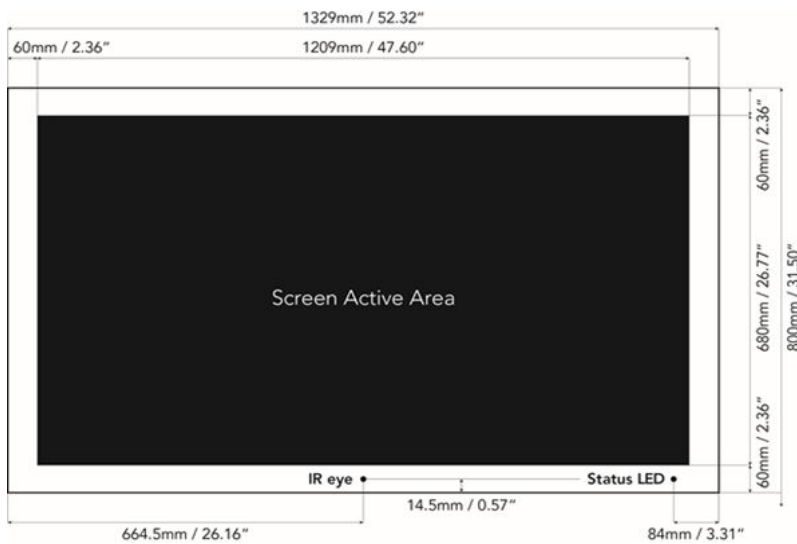 1329mm / 52.32"
60mm / 2.36"
1209mm / 47.60"
60mm / 2.36"
680mm / 26.77"
800mm / 31.50"
Screen Active Area
60mm / 2.36"
IR eye
Status LED
14.5mm / 0.57"
664.5mm / 26.16"
84mm / 3.31"